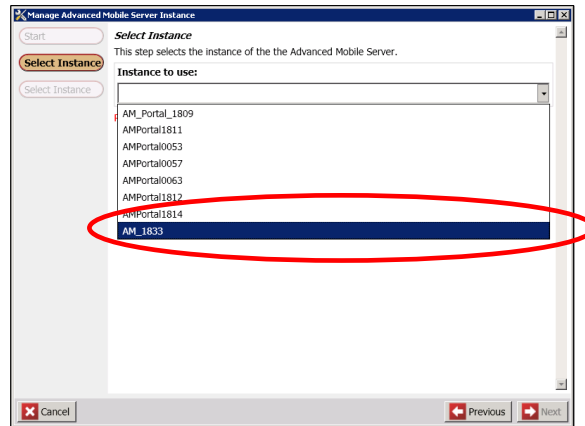 Manage Advanced Mobile Server Instance
Start
Select Instance
Select Instance
Select Instance
This step selects the instance of the the Advanced Mobile Server.
Instance to use:
AM_Portal_1809
AMPortal1811
AMPortal0053
AMPortal0057
AMPortal0063
AMPortal1812
AMPortal1814
AM_1833
Cancel
Previous
Next